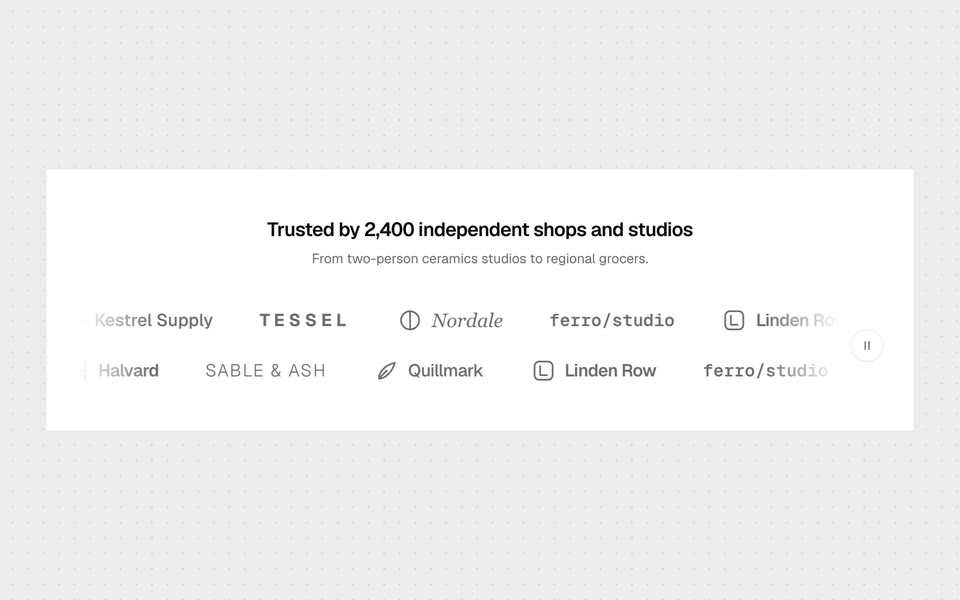 Trusted by 2,400 independent shops and studios
From two-person ceramics studios to regional grocers.
Kestrel Supply TESSEL Nordale ferro/studio L Linden Row
Halvard SABLE & ASH Quillmark L Linden Row ferro/studio